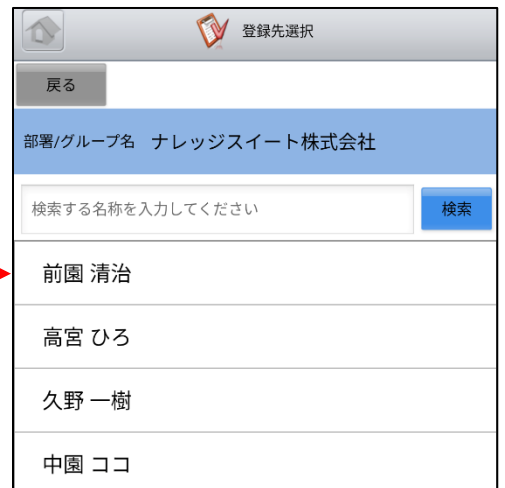 登録先選択
戻る
部署/グループ名 ナレッジスイート株式会社
検索する名称を入力してください 検索
前園 清治
高宮 ひろ
久野 一樹
中園 ココ